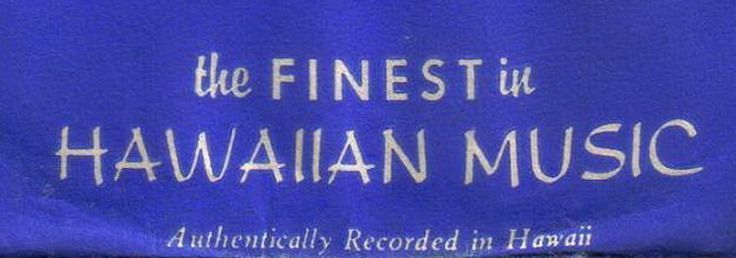 the FINEST in
HAWAIIAN MUSIC
Authentically Recorded in Hawaii